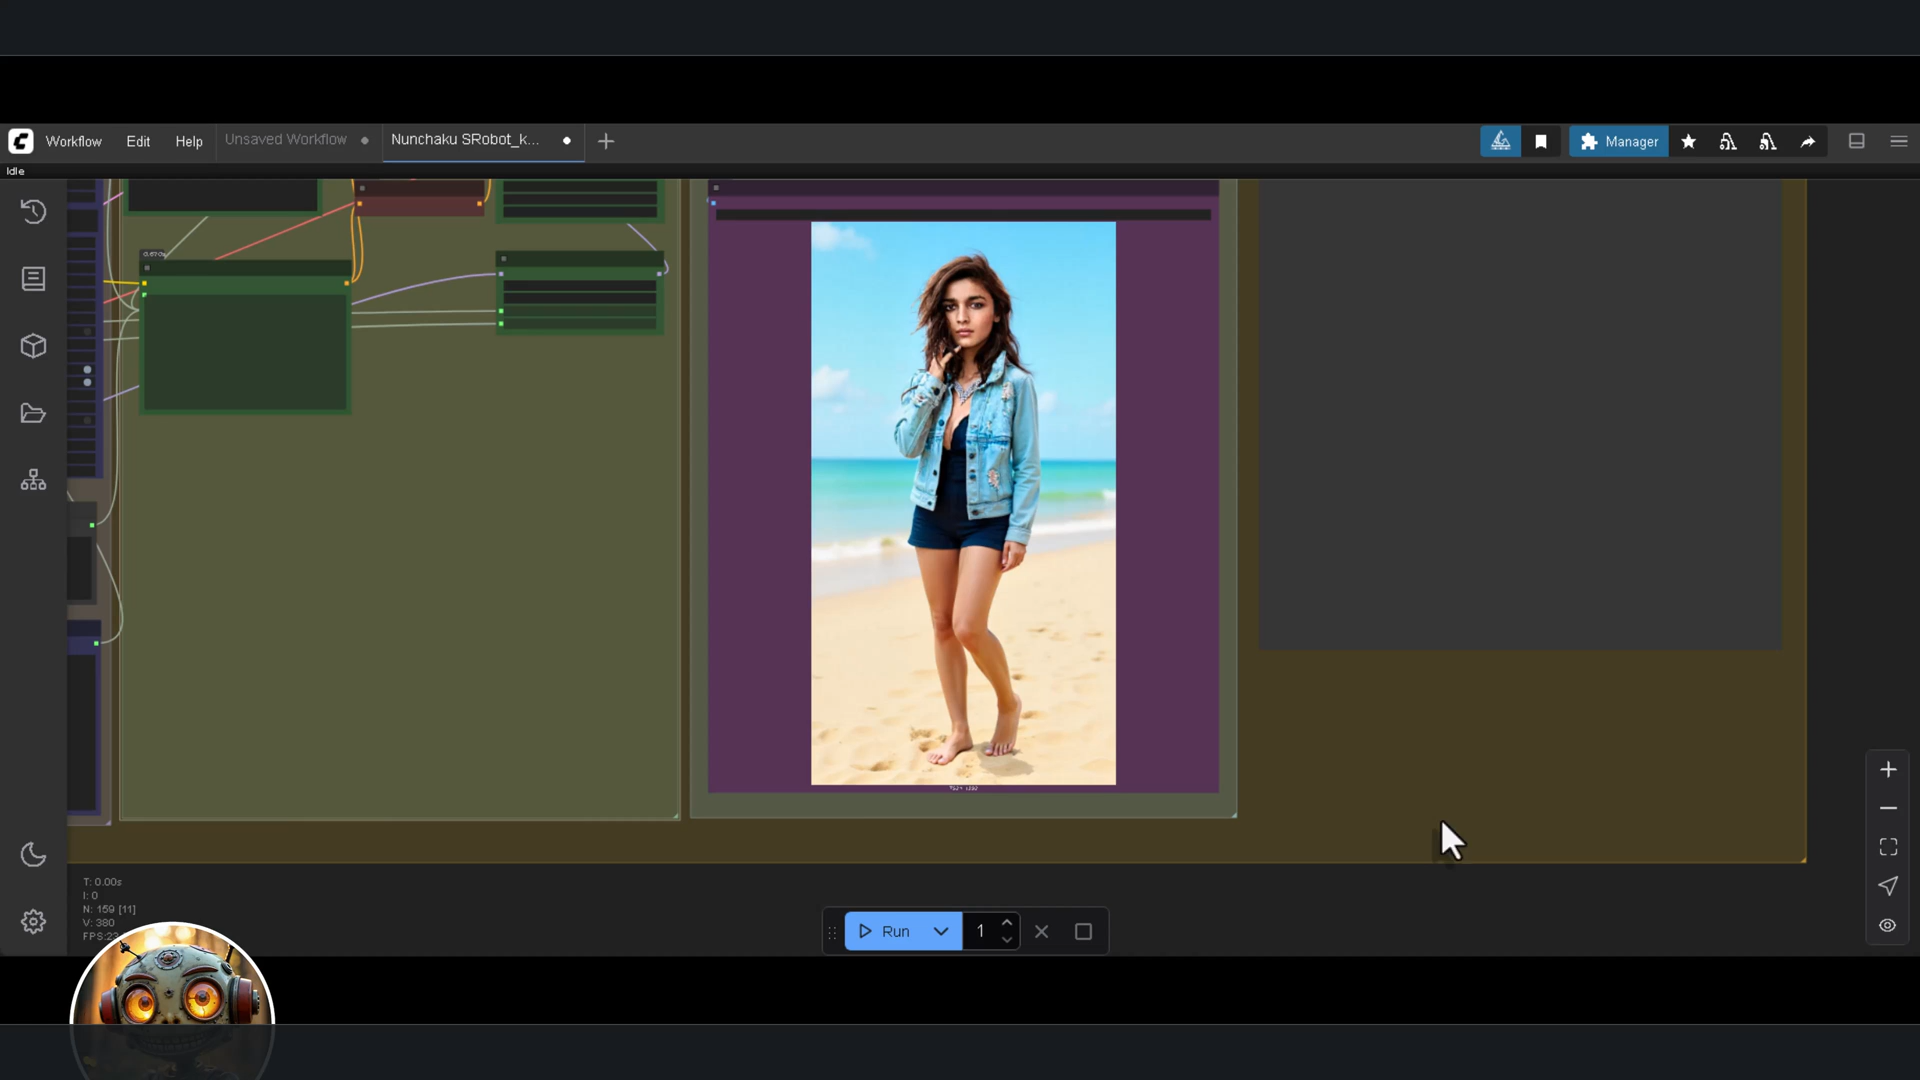 Workflow Edit Help Unsaved Workflow Nunchaku SRobot_k...
Manager
Idle
T: 0.00s
I: 0
N: 159 [11]
V: 380
Run 1